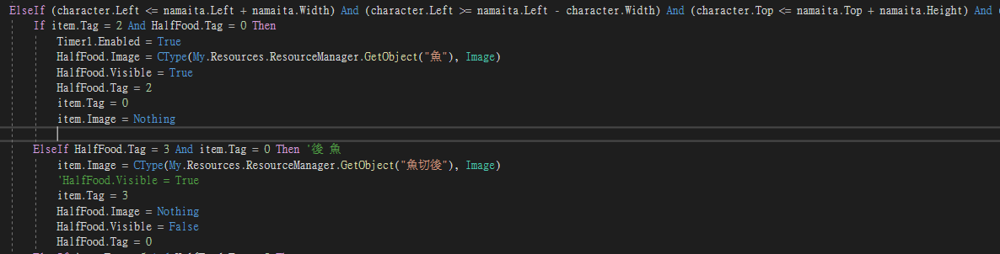 ElseIf (character.Left <= namaita.Left + namaita.Width) And (character.Left >= namaita.Left - character.Width) And (character.Top <= namaita.Top + namaita.Height) And
If item.Tag = 2 And HalfFood.Tag = 0 Then
Timer1.Enabled = True
HalfFood.Image = CType(My.Resources.ResourceManager.GetObject("魚"), Image)
HalfFood.Visible = True
HalfFood.Tag = 2
item.Tag = 0
item.Image = Nothing
ElseIf HalfFood.Tag = 3 And item.Tag = 0 Then '後 魚
item.Image = CType(My.Resources.ResourceManager.GetObject("魚切後"), Image)
'HalfFood.Visible = True
item.Tag = 3
HalfFood.Image = Nothing
HalfFood.Visible = False
HalfFood.Tag = 0